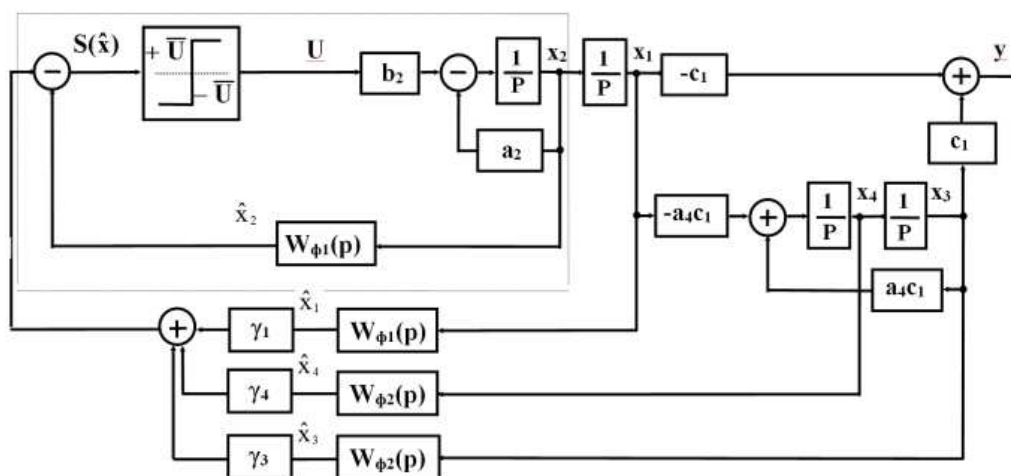 S(x̂)
+ U̅
− U̅
U
b₂
−
−
1
P
x₂
1
P
x₁
-c₁
+
y
a₂
c₁
x̂₂
W_ϕ1(p)
-a₄c₁
+
1
P
x₄
1
P
x₃
a₄c₁
+
γ₁
x̂₁
W_ϕ1(p)
γ₄
x̂₄
W_ϕ2(p)
γ₃
x̂₃
W_ϕ2(p)